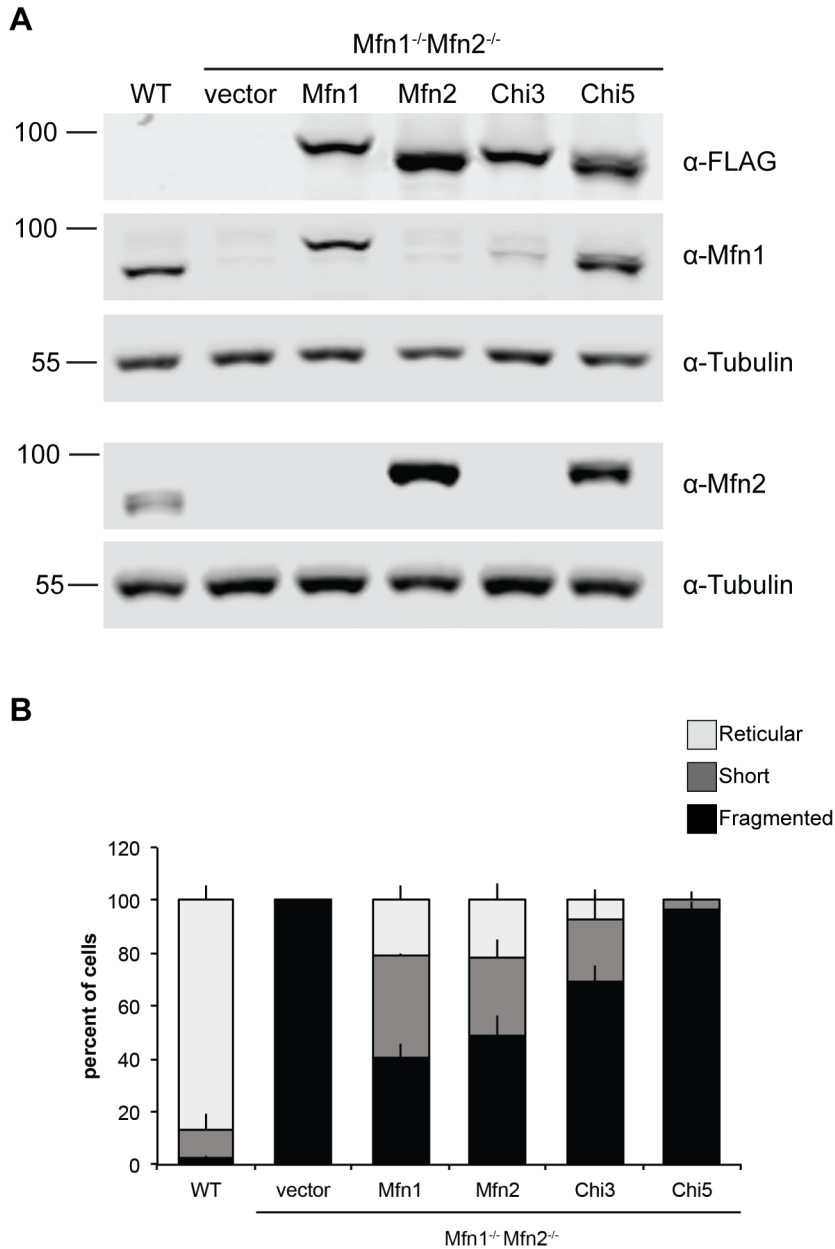 A
Mfn1-/-Mfn2-/-
WT vector Mfn1 Mfn2 Chi3 Chi5
100
α-FLAG
100
α-Mfn1
55
α-Tubulin
100
α-Mfn2
55
α-Tubulin
B
Reticular
Short
Fragmented
120
100
80
60
40
20
0
percent of cells
WT vector Mfn1 Mfn2 Chi3 Chi5
Mfn1-/- Mfn2-/-